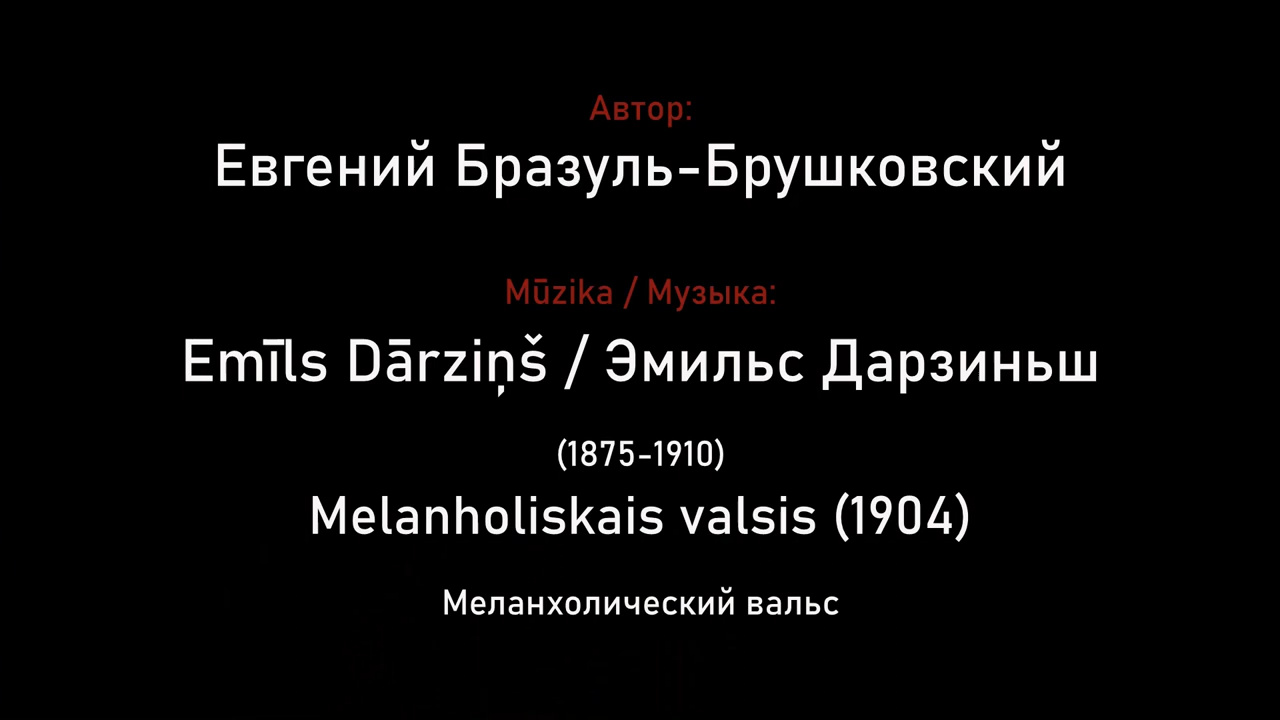 Автор:
Евгений Бразуль-Брушковский
Mūzika / Музыка:
Emīls Dārziņš / Эмильс Дарзиньш
(1875-1910)
Melanholiskais valsis (1904)
Меланхолический вальс